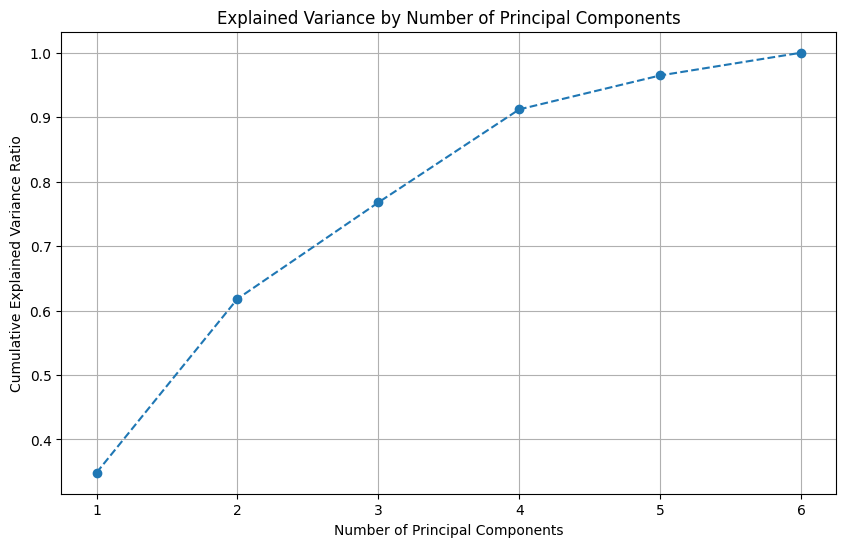 Explained Variance by Number of Principal Components
Cumulative Explained Variance Ratio
1.0
0.9
0.8
0.7
0.6
0.5
0.4
1 2 3 4 5 6
Number of Principal Components